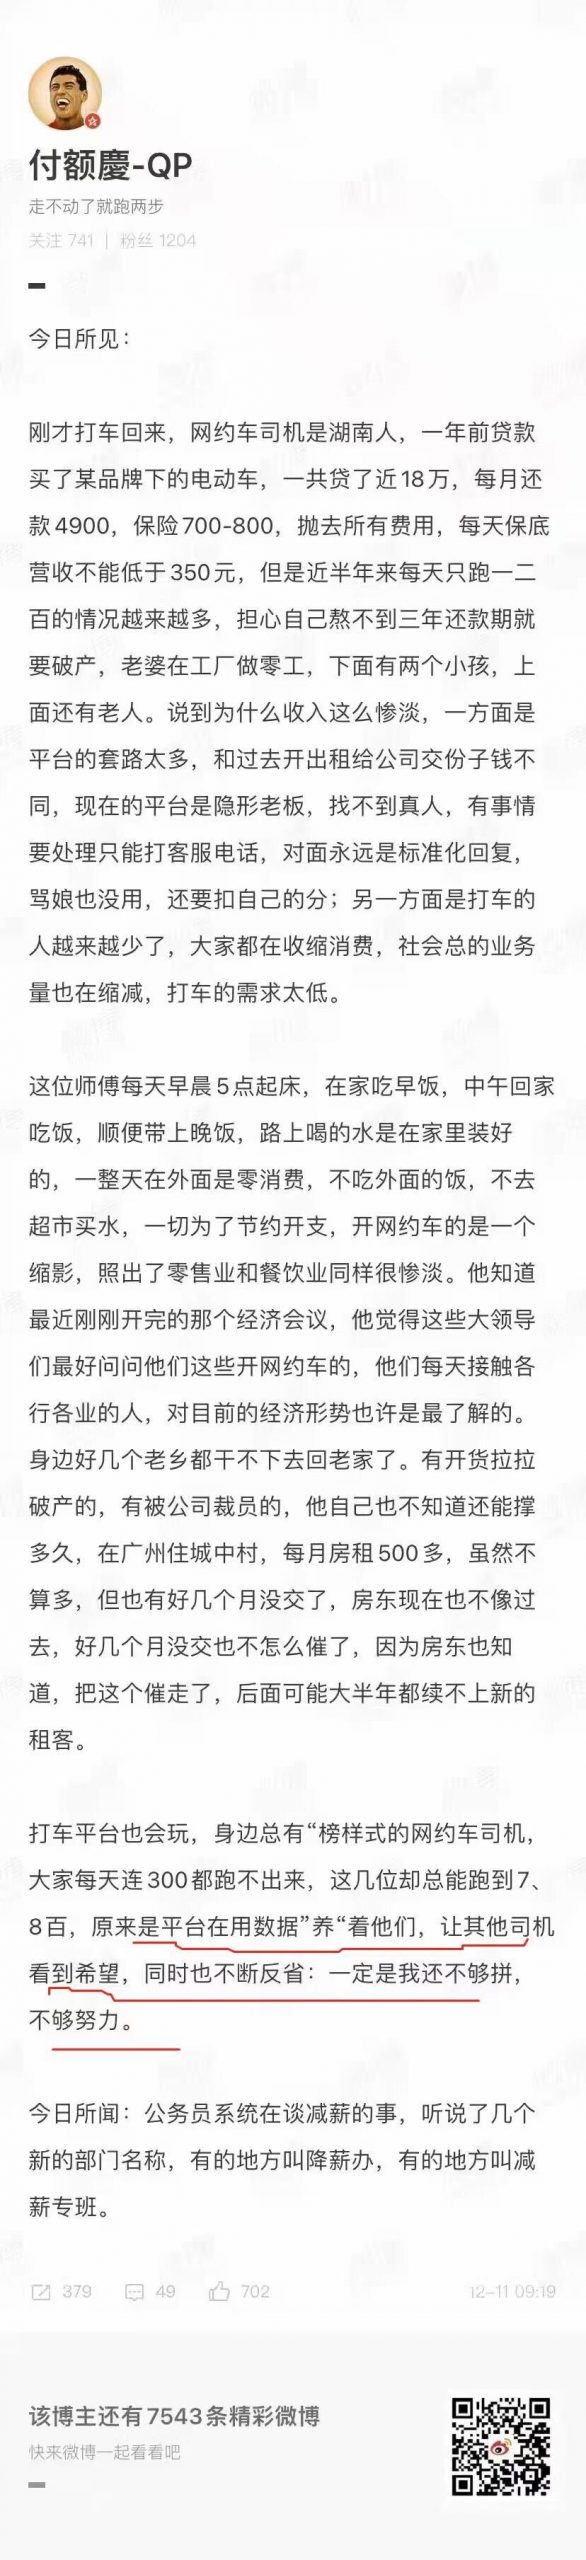 付额慶-QP
走不动了就跑两步
关注 741 | 粉丝 1204
今日所见：
刚才打车回来，网约车司机是湖南人，一年前贷款
买了某品牌下的电动车，一共贷了近18万，每月还
款4900，保险700-800，抛去所有费用，每天保底
营收不能低于350元，但是近半年来每天只跑一二
百的情况越来越多，担心自己熬不到三年还款期就
要破产，老婆在工厂做零工，下面有两个小孩，上
面还有老人。说到为什么收入这么惨淡，一方面是
平台的套路太多，和过去开出租给公司交份子钱不
同，现在的平台是隐形老板，找不到真人，有事情
要处理只能打客服电话，对面永远是标准化回复，
骂娘也没用，还要扣自己的分；另一方面是打车的
人越来越少了，大家都在收缩消费，社会总的业务
量也在缩减，打车的需求太低。
这位师傅每天早晨5点起床，在家吃早饭，中午回家
吃饭，顺便带上晚饭，路上喝的水是在家里装好
的，一整天在外面是零消费，不吃外面的饭，不去
超市买水，一切为了节约开支，开网约车的是一个
缩影，照出了零售业和餐饮业同样很惨淡。他知道
最近刚刚开完的那个经济会议，他觉得这些大领导
们最好问问他们这些开网约车的，他们每天接触各
行各业的人，对目前的经济形势也许是最了解的。
身边好几个老乡都干不下去回老家了。有开货拉拉
破产的，有被公司裁员的，他自己也不知道还能撑
多久，在广州住城中村，每月房租500多，虽然不
算多，但也有好几个月没交了，房东现在也不像过
去，好几个月没交也不怎么催了，因为房东也知
道，把这个催走了，后面可能大半年都续不上新的
租客。
打车平台也会玩，身边总有“榜样式的网约车司机，
大家每天连300都跑不出来，这几位却总能跑到7、
8百，原来是平台在用数据”养“着他们，让其他司机
看到希望，同时也不断反省：一定是我还不够拼，
不够努力。
今日所闻：公务员系统在谈减薪的事，听说了几个
新的部门名称，有的地方叫降薪办，有的地方叫减
薪专班。
379 49 702 12-11 09:19
该博主还有7543条精彩微博
快来微博一起看看吧